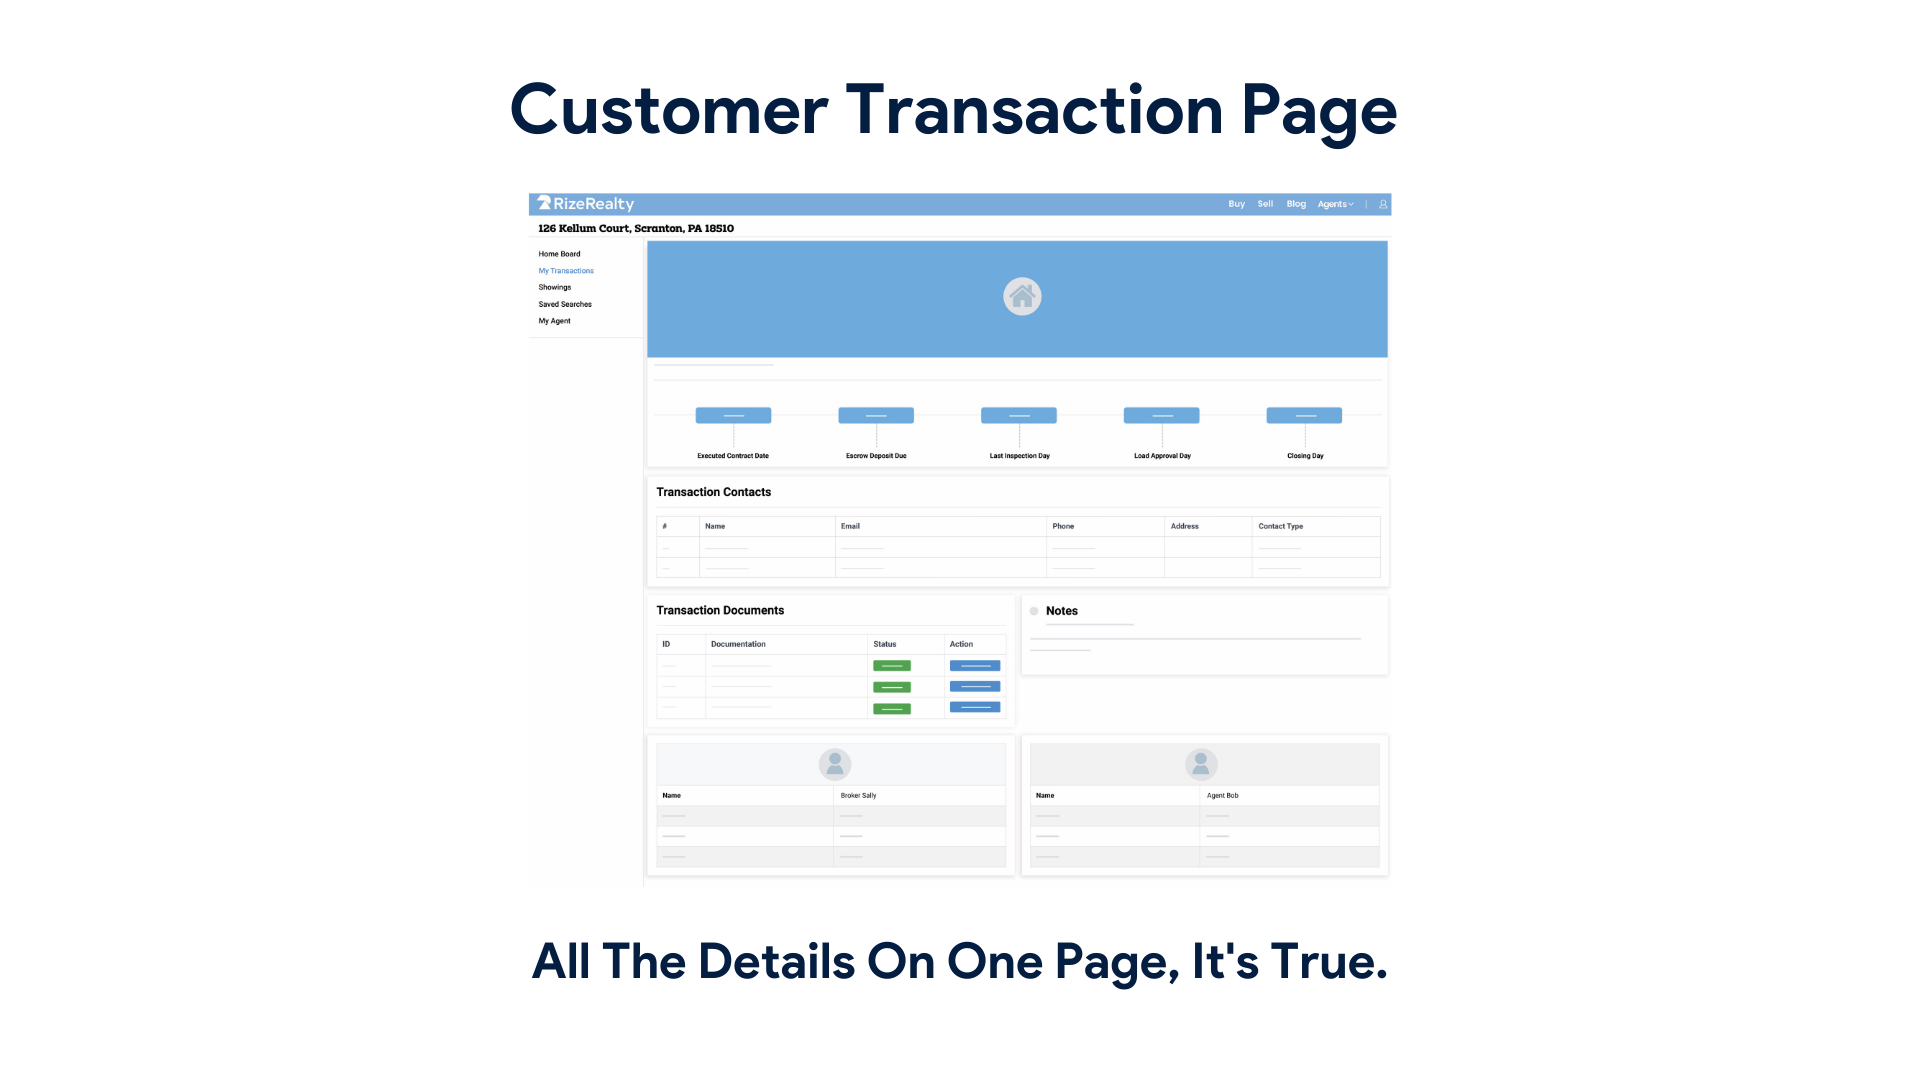 Customer Transaction Page
RizeRealty
Buy Sell Blog Agents
126 Kellum Court, Scranton, PA 18510
Home Board
My Transactions
Showings
Saved Searches
My Agent
Executed Contract Date Escrow Deposit Due Last Inspection Day Load Approval Day Closing Day
Transaction Contacts
# Name Email Phone Address Contact Type
Transaction Documents
ID Documentation Status Action
Notes
Name Broker Sally
Name Agent Bob
All The Details On One Page, It's True.